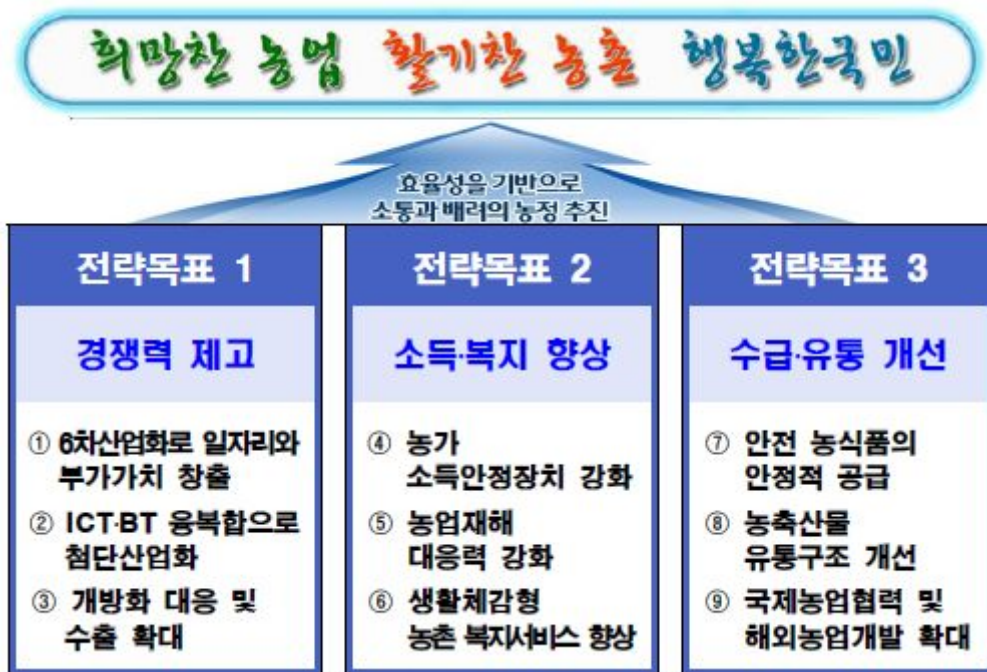 희망찬 농업 활기찬 농촌 행복한국민
효율성을 기반으로
소통과 배려의 농정 추진
전략목표 1
경쟁력 제고
① 6차산업화로 일자리와
부가가치 창출
② ICT·BT 융복합으로
첨단산업화
③ 개방화 대응 및
수출 확대
전략목표 2
소득·복지 향상
④ 농가
소득안정장치 강화
⑤ 농업재해
대응력 강화
⑥ 생활체감형
농촌 복지서비스 향상
전략목표 3
수급·유통 개선
⑦ 안전 농식품의
안정적 공급
⑧ 농축산물
유통구조 개선
⑨ 국제농업협력 및
해외농업개발 확대